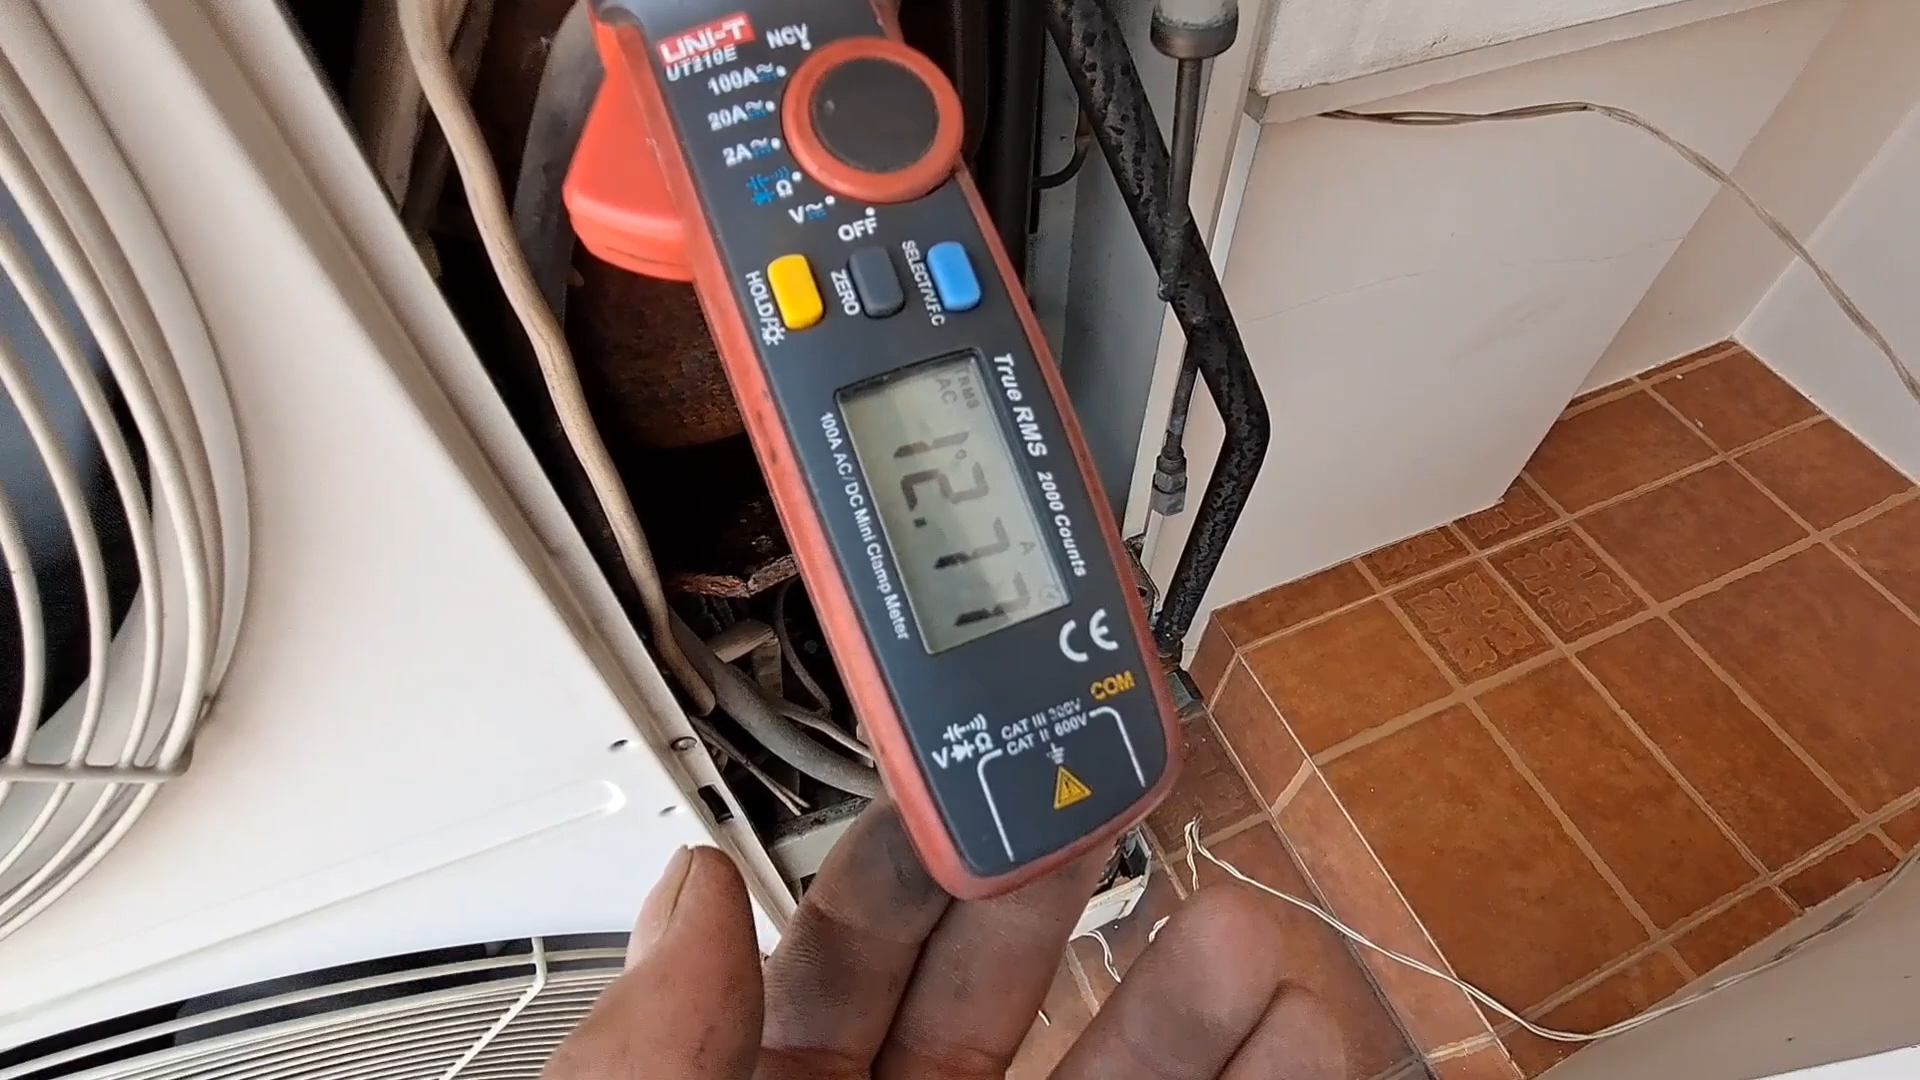 UNI-T
UT210E
NCV
100A≂
20A≂
2A≂
Ω
V≂
OFF
HOLD/
ZERO
SELECT/V.F.C
TRMS
AC
12.77
A
True RMS 2000 Counts
100A AC/DC Mini Clamp Meter
CE
COM
CAT III 300V
CAT II 600V
V Ω